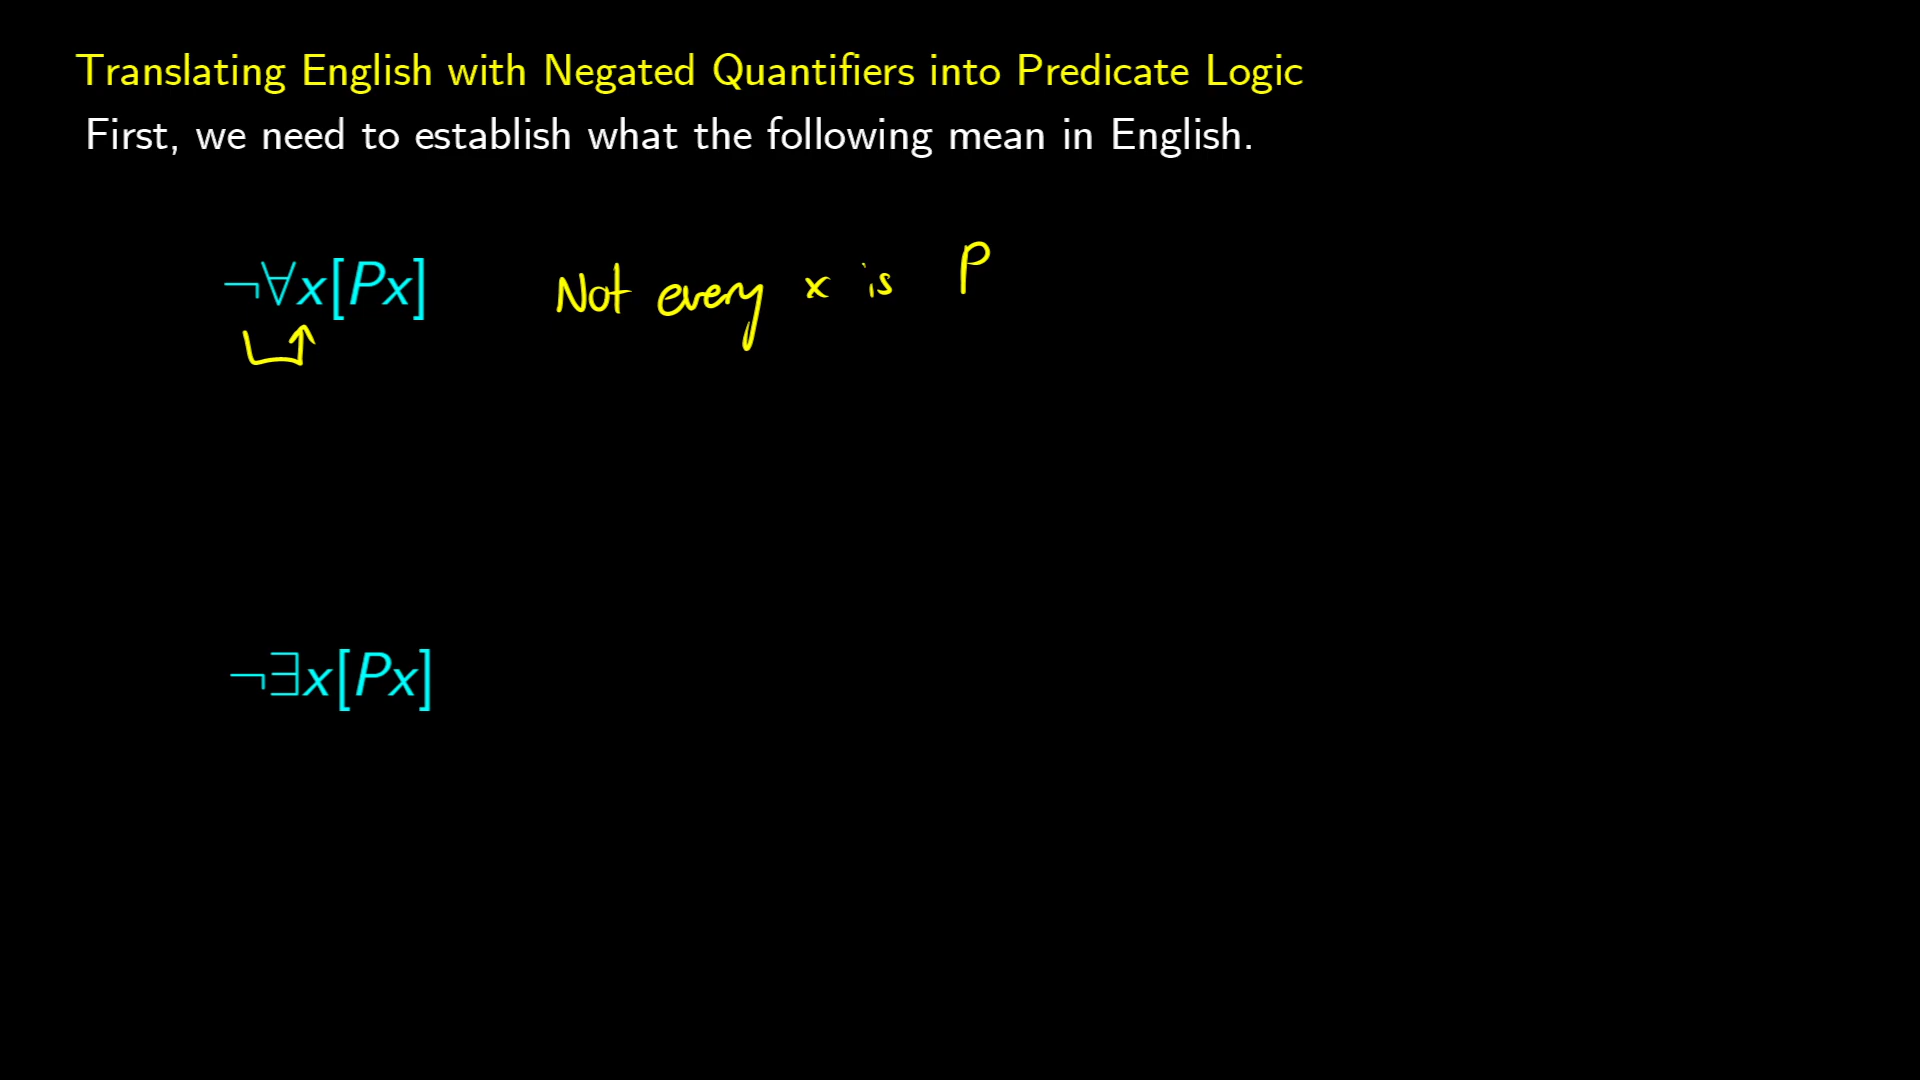 Translating English with Negated Quantifiers into Predicate Logic
First, we need to establish what the following mean in English.
¬∀x[Px] Not every x is P
¬∃x[Px]